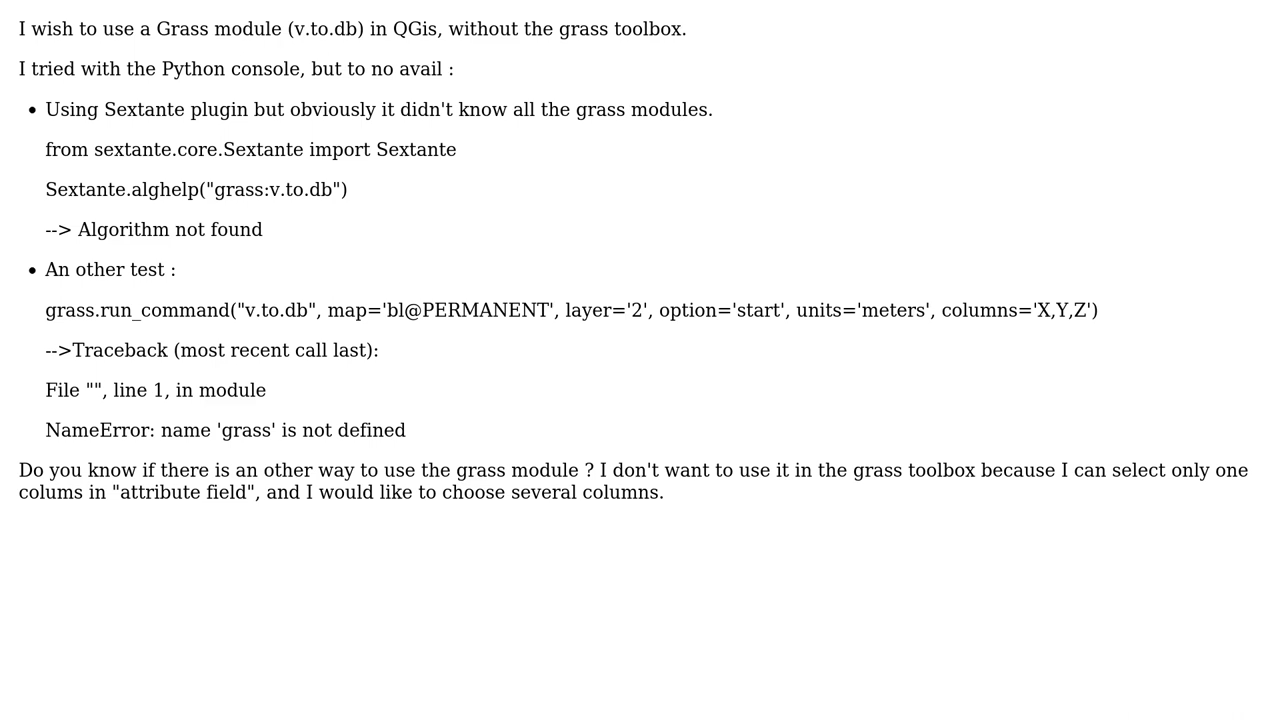 I wish to use a Grass module (v.to.db) in QGis, without the grass toolbox.
I tried with the Python console, but to no avail :
• Using Sextante plugin but obviously it didn't know all the grass modules.
from sextante.core.Sextante import Sextante
Sextante.alghelp("grass:v.to.db")
--> Algorithm not found
• An other test :
grass.run_command("v.to.db", map='bl@PERMANENT', layer='2', option='start', units='meters', columns='X,Y,Z')
-->Traceback (most recent call last):
File "", line 1, in module
NameError: name 'grass' is not defined
Do you know if there is an other way to use the grass module ? I don't want to use it in the grass toolbox because I can select only one
colums in "attribute field", and I would like to choose several columns.